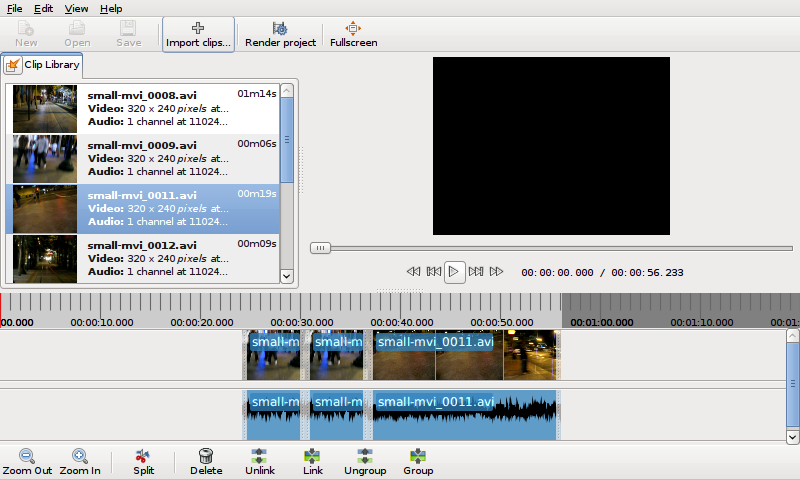 File Edit View Help
New Open Save Import clips... Render project Fullscreen
Clip Library
small-mvi_0008.avi 01m14s
Video: 320 x 240 pixels at...
Audio: 1 channel at 11024...
small-mvi_0009.avi 00m06s
Video: 320 x 240 pixels at...
Audio: 1 channel at 11024...
small-mvi_0011.avi 00m19s
Video: 320 x 240 pixels at...
Audio: 1 channel at 11024...
small-mvi_0012.avi 00m09s
Video: 320 x 240 pixels at...
Audio: 1 channel at 11024...
00:00:00.000 / 00:00:56.233
00.000 00:00:10.000 00:00:20.000 00:00:30.000 00:00:40.000 00:00:50.000 00:01:00.000 00:01:10.000 00:01:
small-m small-m small-mvi_0011.avi
small-m small-m small-mvi_0011.avi
Zoom Out Zoom In Split Delete Unlink Link Ungroup Group